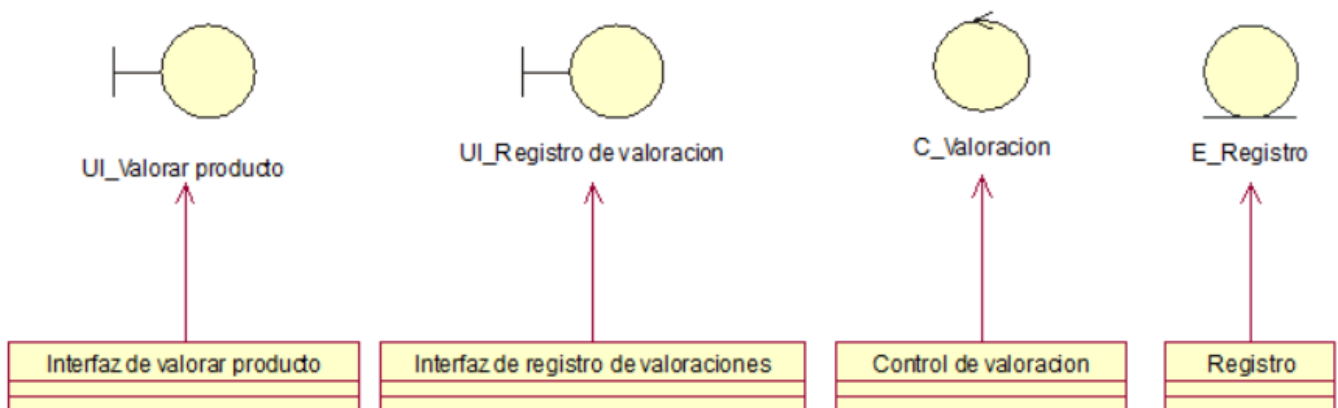 UI_Valorar producto
UI_Registro de valoracion
C_Valoracion
E_Registro
Interfaz de valorar producto
Interfaz de registro de valoraciones
Control de valoracion
Registro